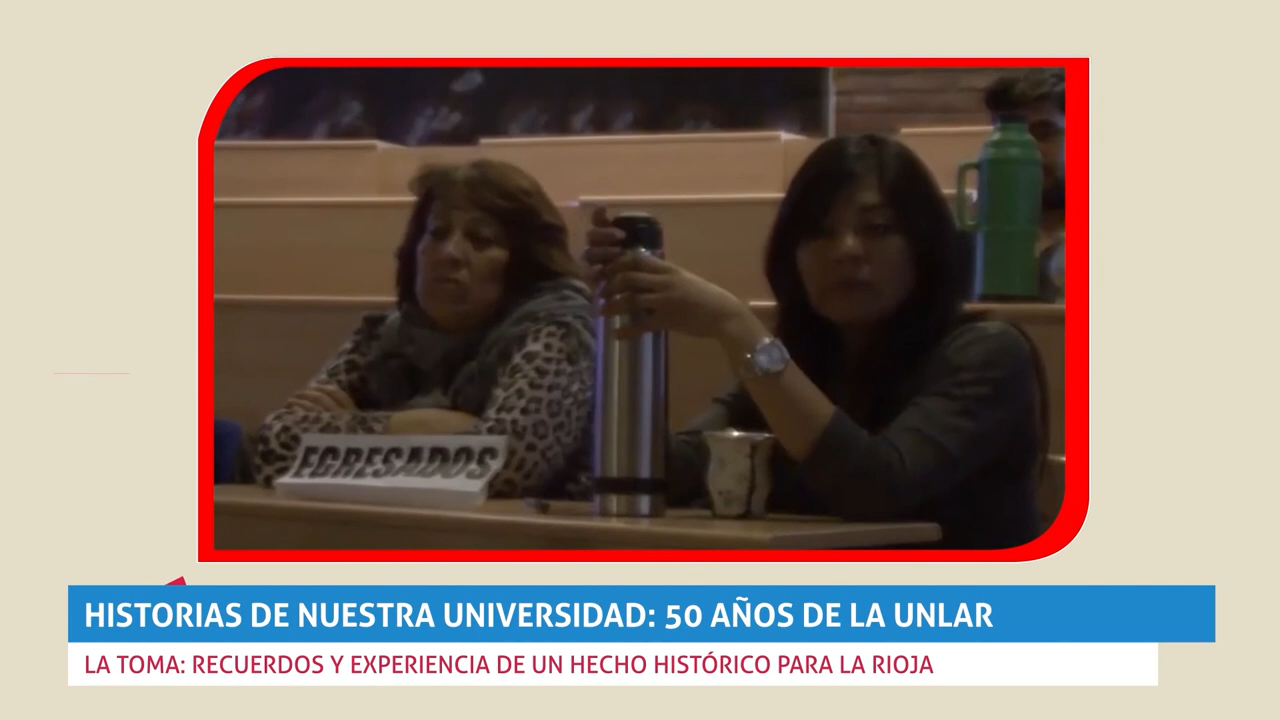 EGRESADOS
HISTORIAS DE NUESTRA UNIVERSIDAD: 50 AÑOS DE LA UNLAR
LA TOMA: RECUERDOS Y EXPERIENCIA DE UN HECHO HISTÓRICO PARA LA RIOJA